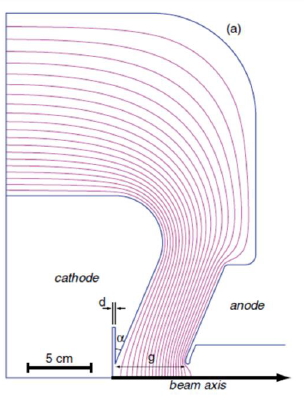 (a)
cathode
d
anode
α
g
5 cm
beam axis